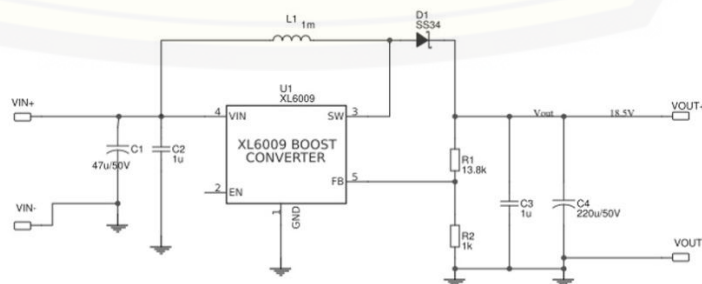 L1 1m
D1
SS34
U1
XL6009
VIN+
4 VIN
SW 3
Vout 18.5V
VOUT+
XL6009 BOOST
CONVERTER
C1
47u/50V
C2
1u
R1
13.8k
FB 5
2 EN
VIN-
1 GND
C3
1u
C4
220u/50V
R2
1k
VOUT